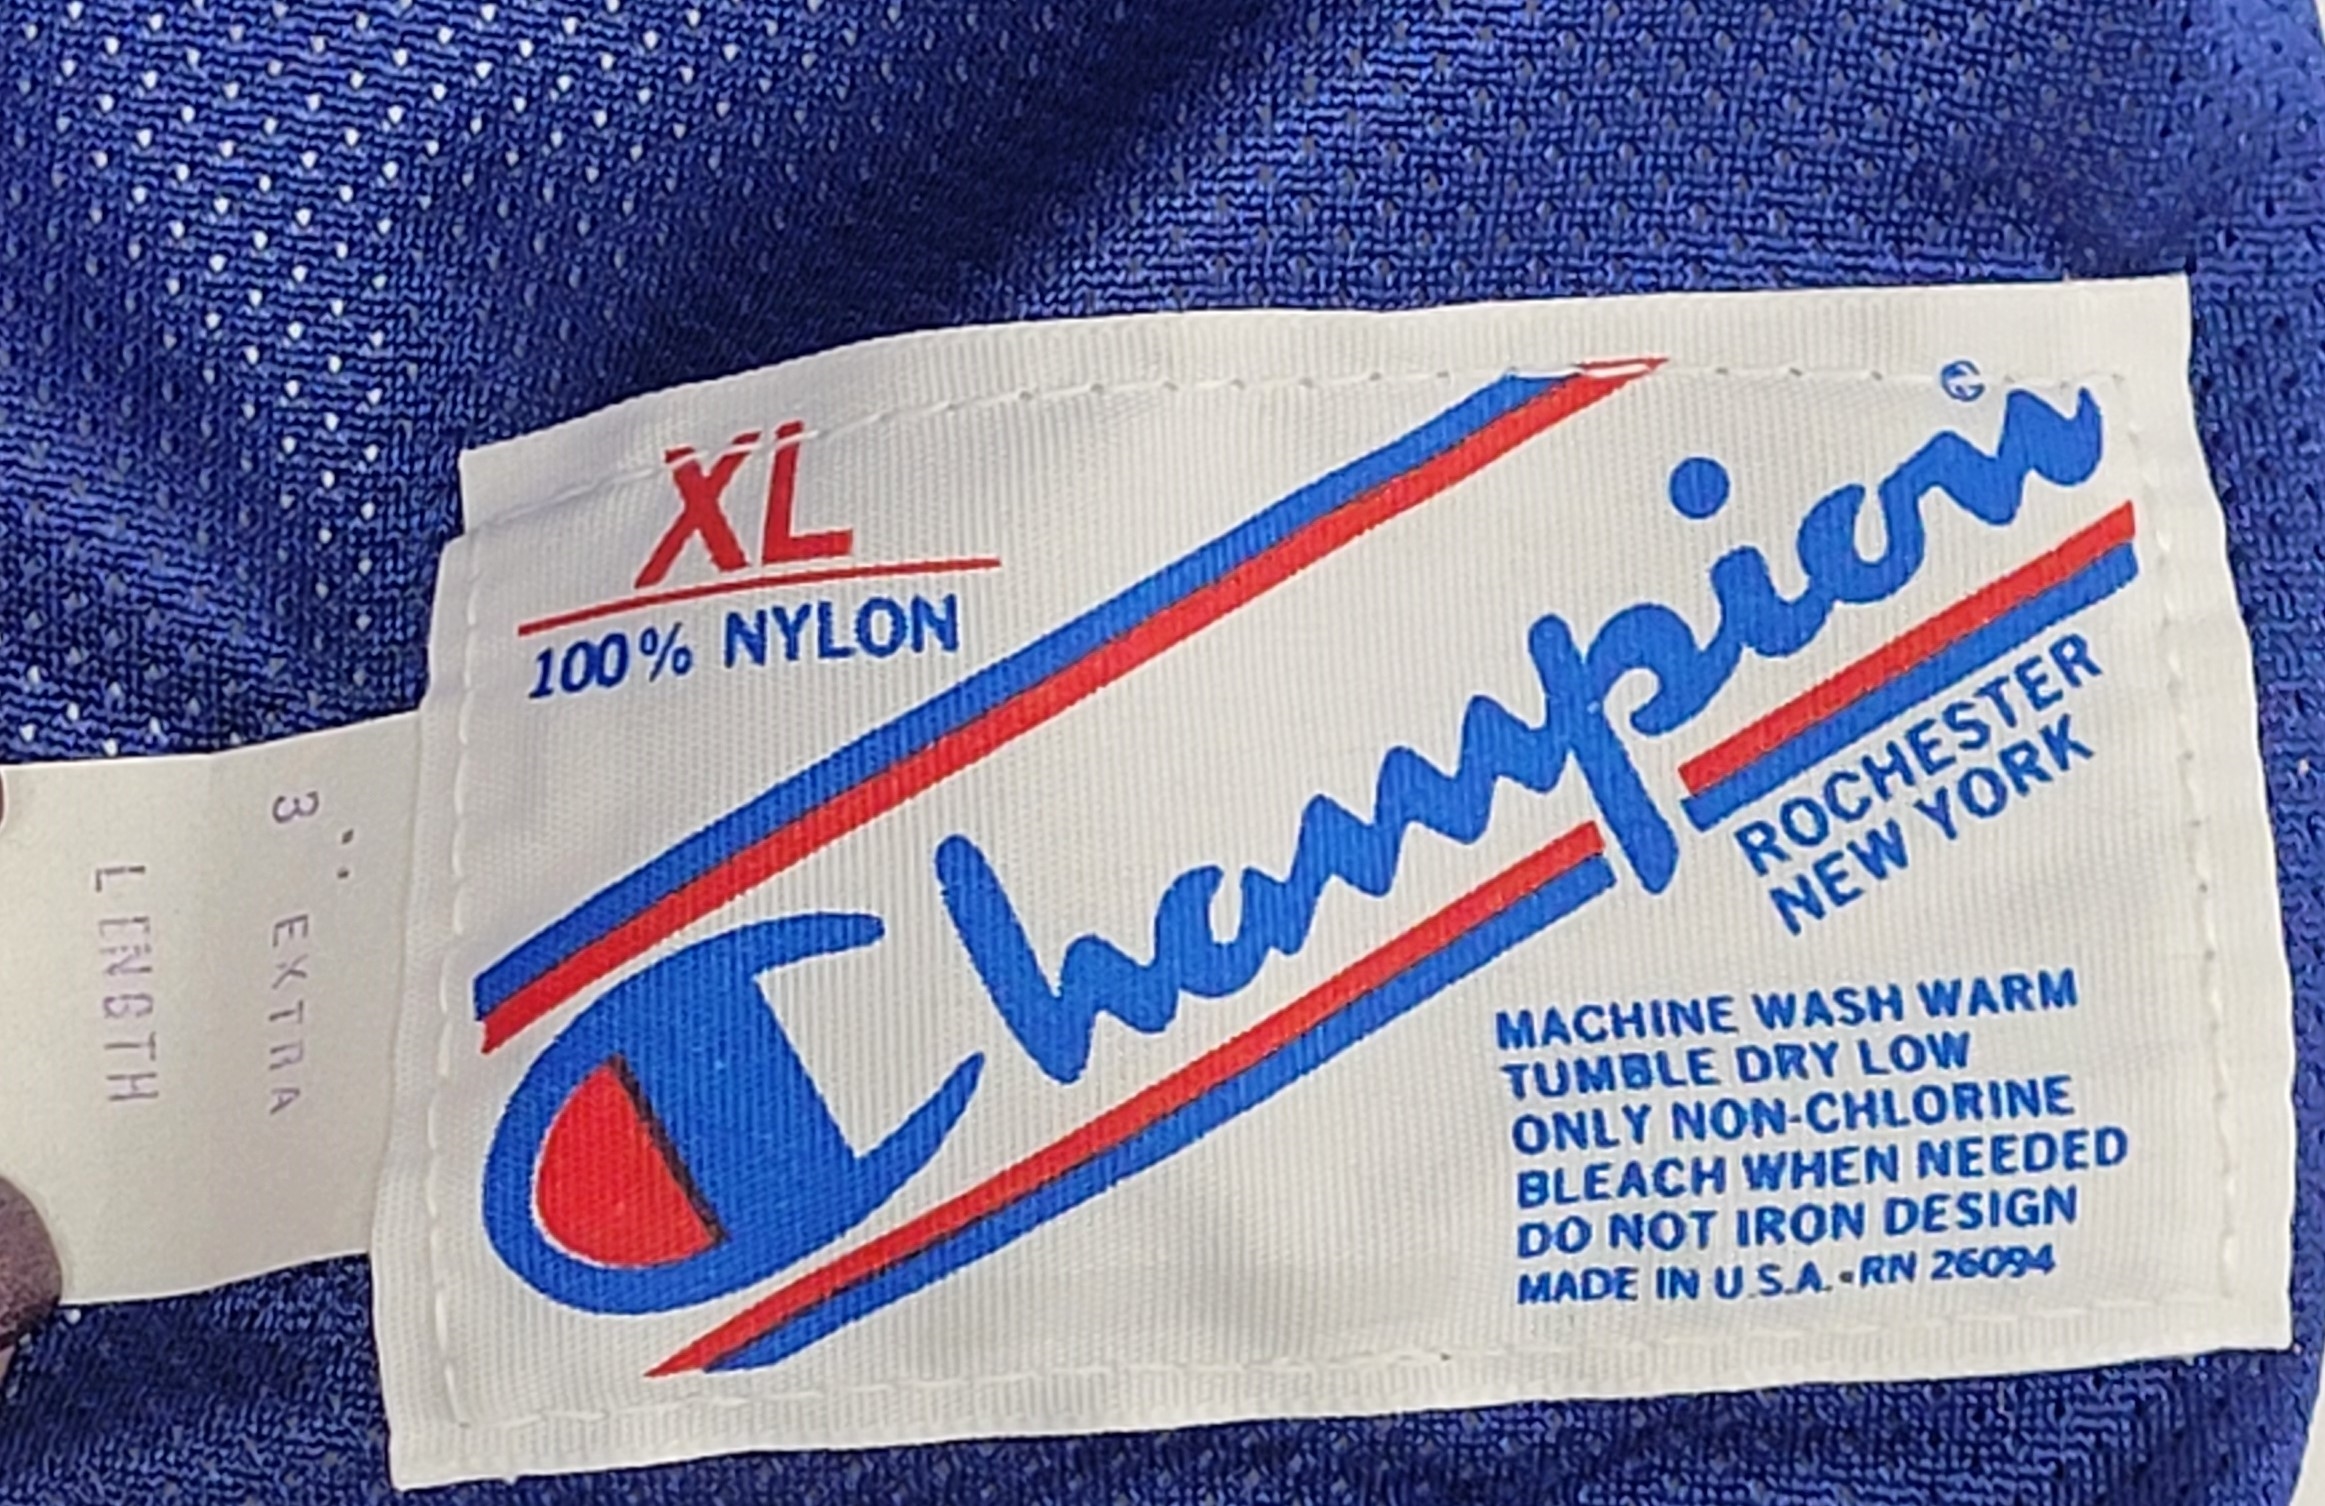 XL
100% NYLON
Champion
ROCHESTER
NEW YORK
MACHINE WASH WARM
TUMBLE DRY LOW
ONLY NON-CHLORINE
BLEACH WHEN NEEDED
DO NOT IRON DESIGN
MADE IN U.S.A.•RN 26094
3" EXTRA
LENGTH